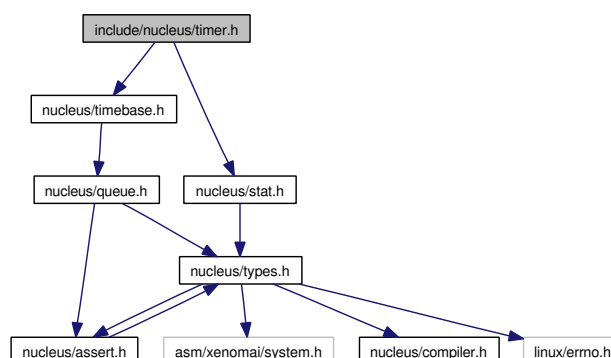 include/nucleus/timer.h
nucleus/timebase.h
nucleus/queue.h
nucleus/stat.h
nucleus/types.h
nucleus/assert.h
asm/xenomai/system.h
nucleus/compiler.h
linux/errno.h